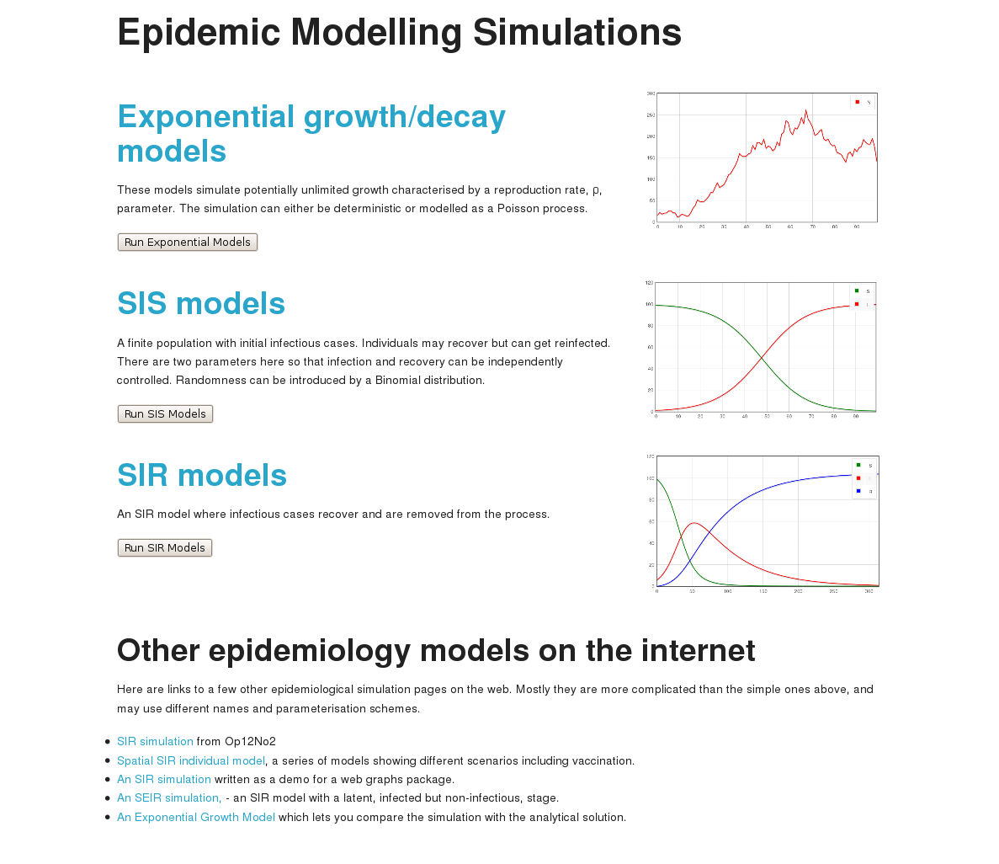 Epidemic Modelling Simulations
Exponential growth/decay
models
These models simulate potentially unlimited growth characterised by a reproduction rate, ρ,
parameter. The simulation can either be deterministic or modelled as a Poisson process.
Run Exponential Models
300
250
200
150
100
50
0
0 10 20 30 40 50 60 70 80 90
N
SIS models
A finite population with initial infectious cases. Individuals may recover but can get reinfected.
There are two parameters here so that infection and recovery can be independently
controlled. Randomness can be introduced by a Binomial distribution.
Run SIS Models
120
100
80
60
40
20
0
0 10 20 30 40 50 60 70 80 90
S
I
SIR models
An SIR model where infectious cases recover and are removed from the process.
Run SIR Models
120
100
80
60
40
20
0
0 50 100 150 200 250 300
S
R
Other epidemiology models on the internet
Here are links to a few other epidemiological simulation pages on the web. Mostly they are more complicated than the simple ones above, and
may use different names and parameterisation schemes.
• SIR simulation from Op12No2
• Spatial SIR individual model, a series of models showing different scenarios including vaccination.
• An SIR simulation written as a demo for a web graphs package.
• An SEIR simulation, - an SIR model with a latent, infected but non-infectious, stage.
• An Exponential Growth Model which lets you compare the simulation with the analytical solution.